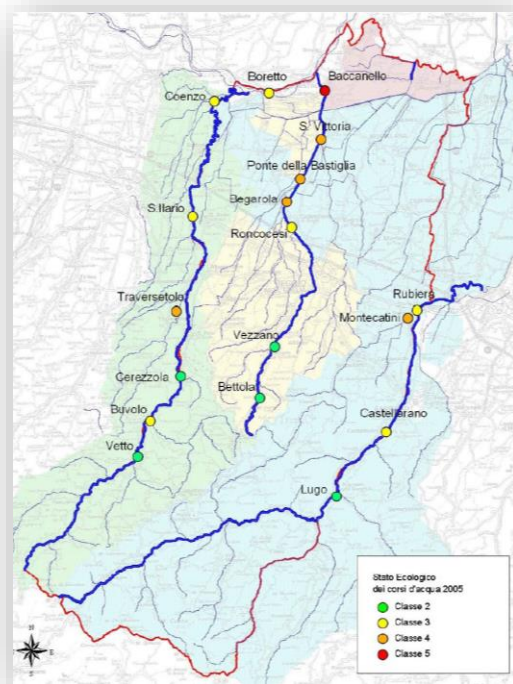 Boretto
Baccanello
Coenzo
S. Vittoria
Ponte della Bastiglia
Begarola
S.Ilario
Roncocesi
Traversetolo
Rubiera
Montecatini
Vezzano
Cerezzola
Bettola
Buvolo
Castellarano
Vetto
Lugo
Stato Ecologico
dei corsi d'acqua 2005
Classe 2
Classe 3
Classe 4
Classe 5
N
S